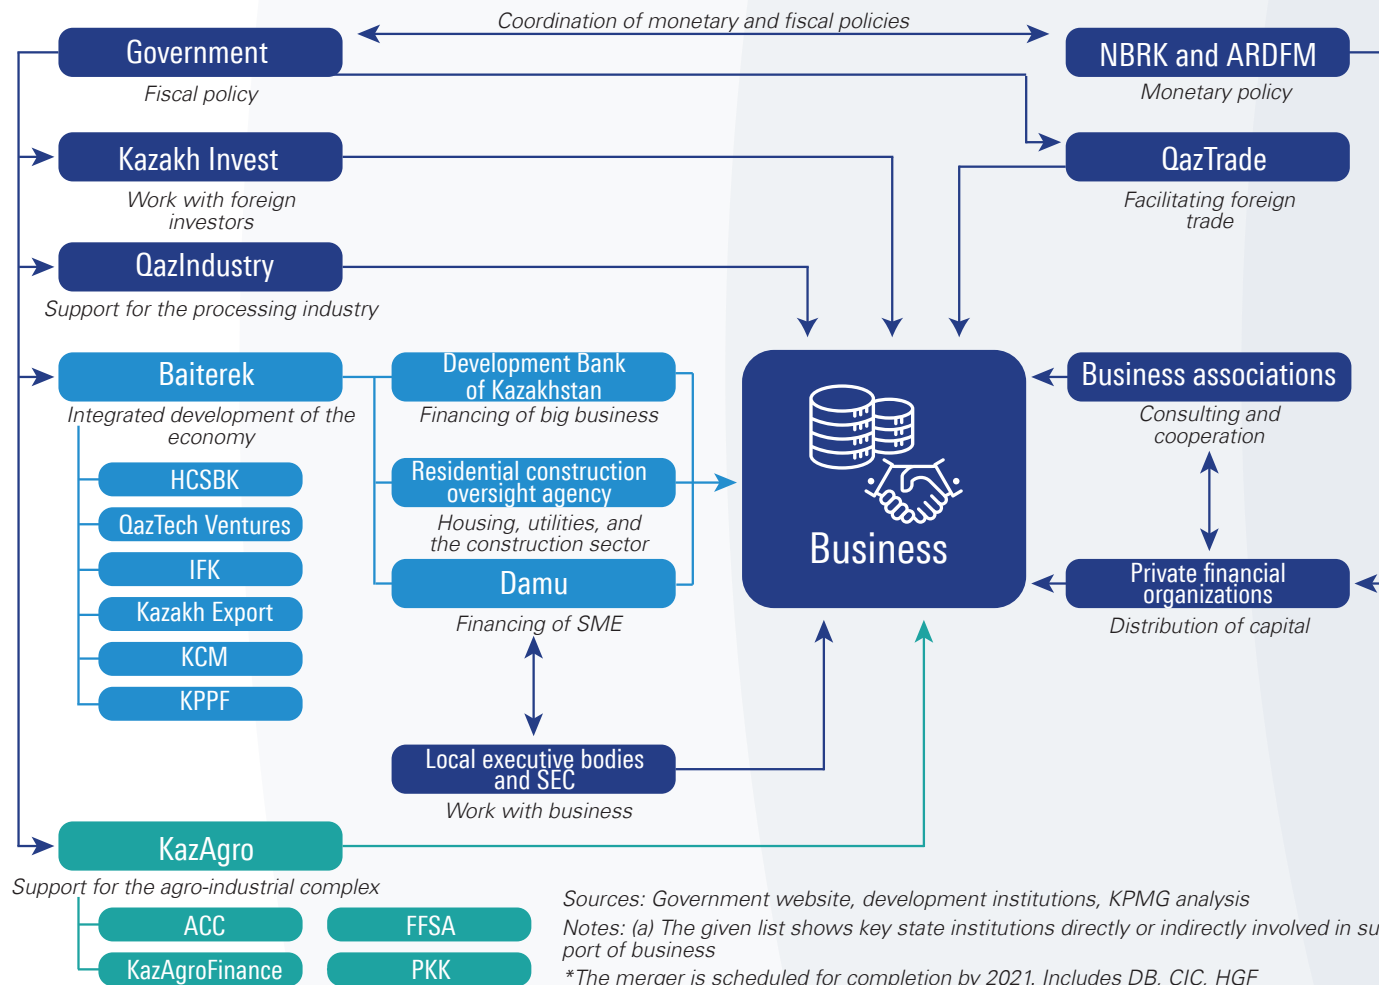 Coordination of monetary and fiscal policies
Government
Fiscal policy
NBRK and ARDFM
Monetary policy
Kazakh Invest
Work with foreign
investors
QazTrade
Facilitating foreign
trade
QazIndustry
Support for the processing industry
Baiterek
Integrated development of the
economy
HCSBK
QazTech Ventures
IFK
Kazakh Export
KCM
KPPF
Development Bank
of Kazakhstan
Financing of big business
Residential construction
oversight agency
Housing, utilities, and
the construction sector
Damu
Financing of SME
Local executive bodies
and SEC
Work with business
Business
Business associations
Consulting and
cooperation
Private financial
organizations
Distribution of capital
KazAgro
Support for the agro-industrial complex
ACC
FFSA
KazAgroFinance
PKK
Sources: Government website, development institutions, KPMG analysis
Notes: (a) The given list shows key state institutions directly or indirectly involved in su
port of business
*The merger is scheduled for completion by 2021. Includes DB, CIC, HGF